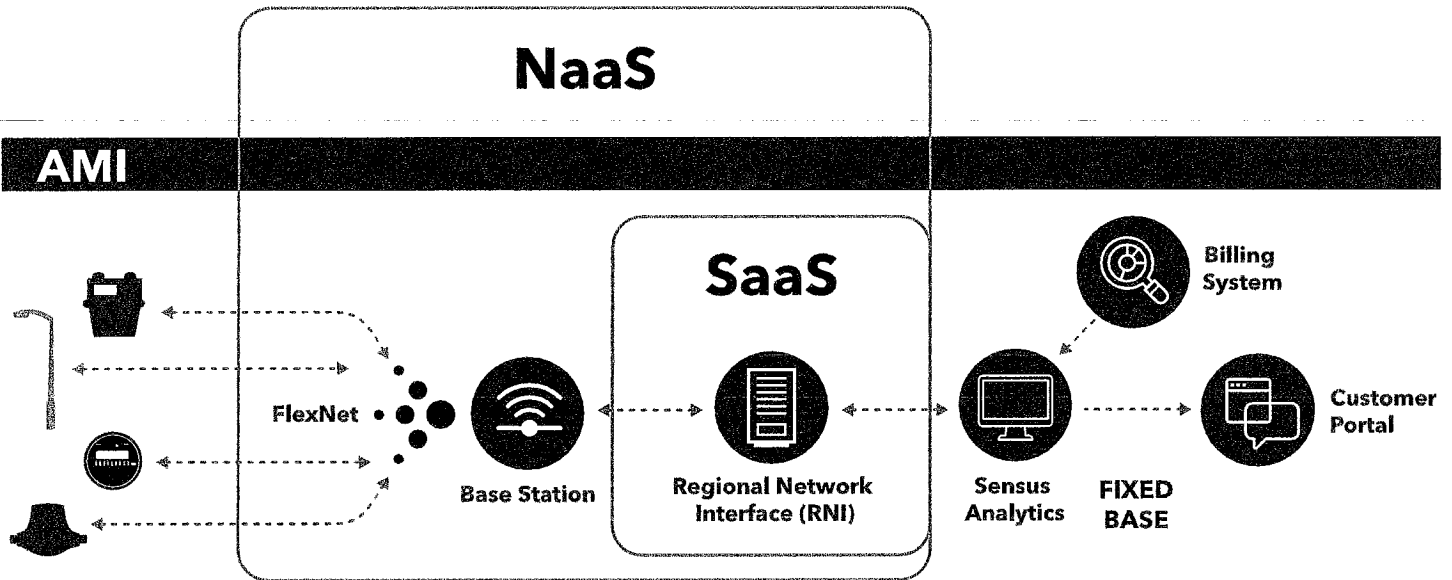 NaaS
AMI
SaaS
Billing
System
FlexNet
Customer
Portal
Base Station
Regional Network
Interface (RNI)
Sensus
Analytics
FIXED
BASE